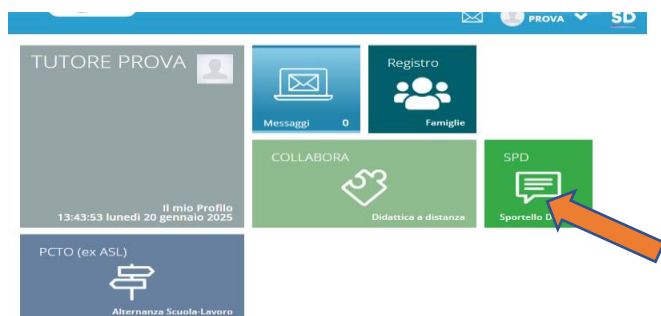 PROVA
SD
TUTORE PROVA
Il mio Profilo
13:43:53 lunedì 20 gennaio 2025
Messaggi 0
Registro
Famiglie
COLLABORA
Didattica a distanza
SPD
Sportello
PCTO (ex ASL)
Alternanza Scuola-Lavoro